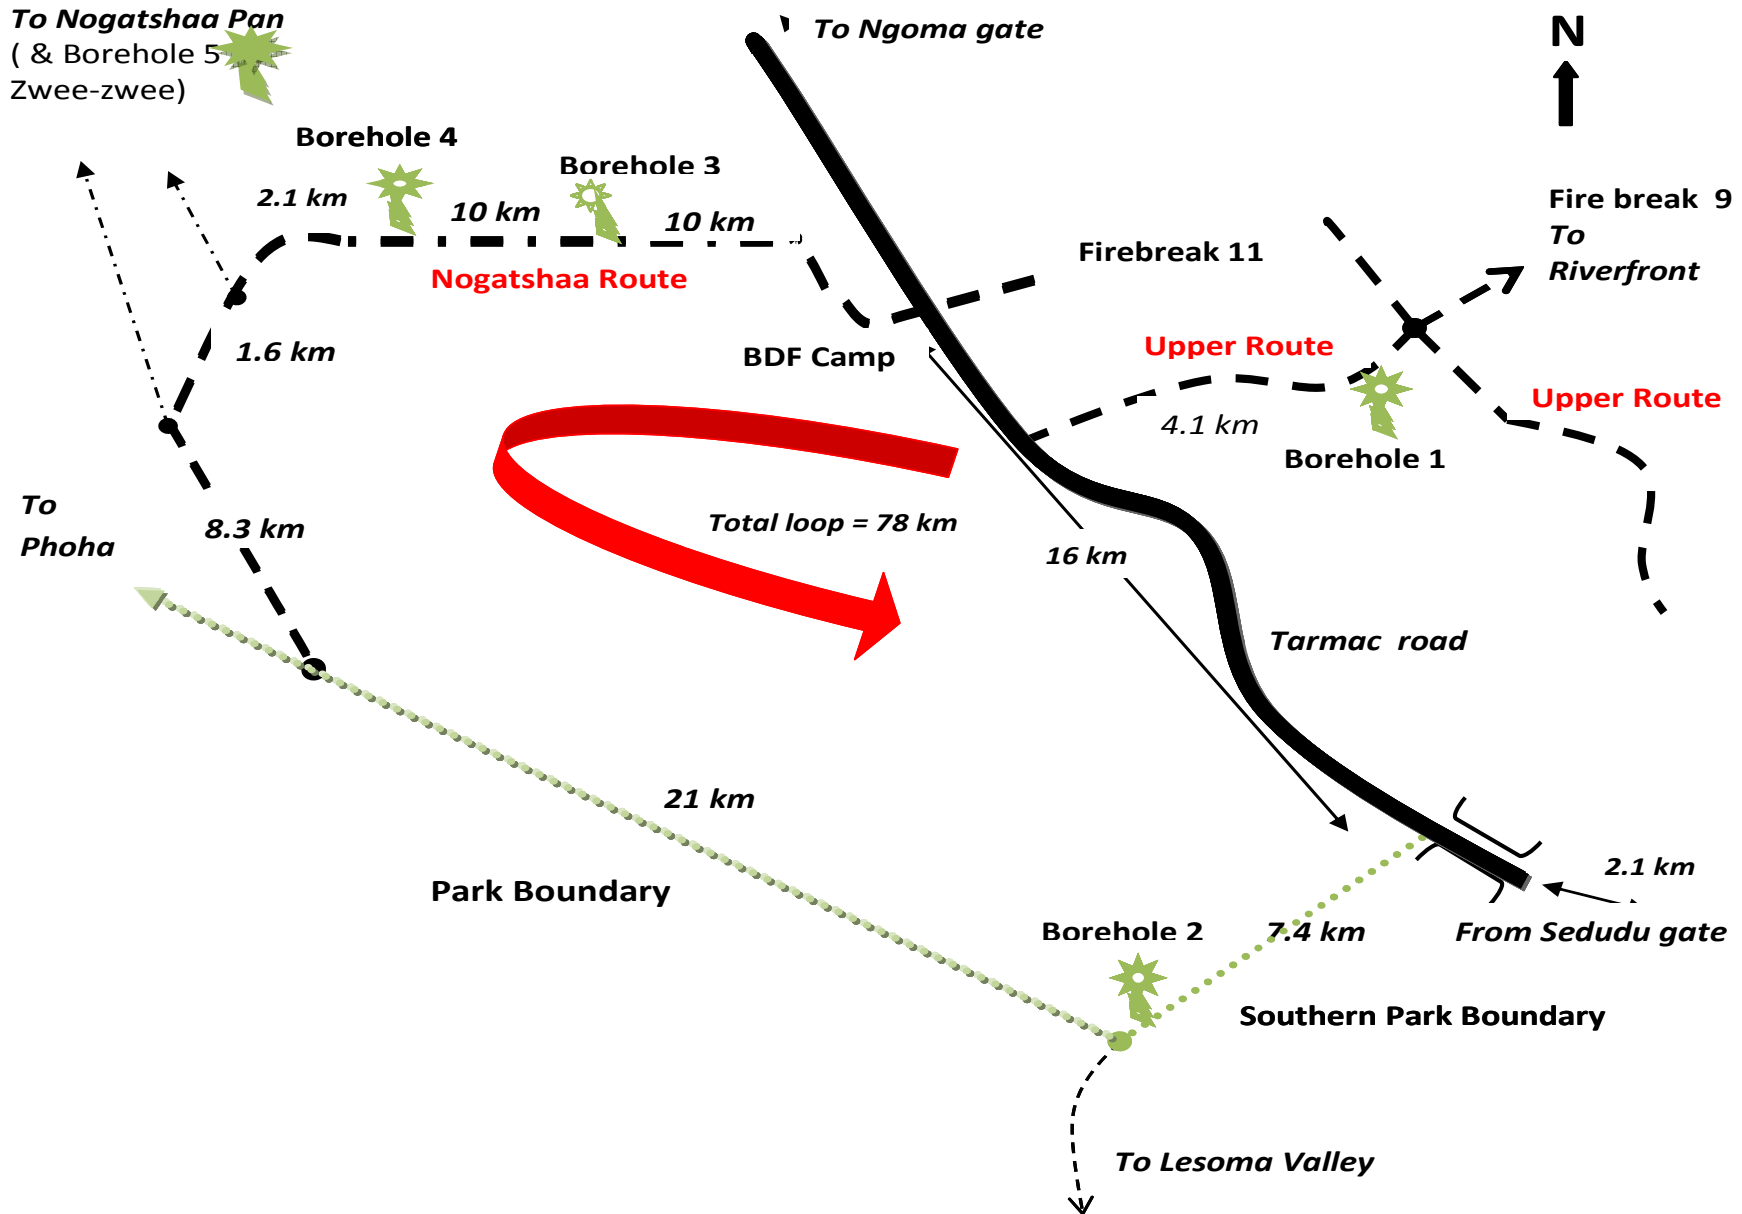 To Nogatshaa Pan
( & Borehole 5
Zwee-zwee)
To Ngoma gate
N
Borehole 4
Borehole 3
2.1 km
10 km
10 km
Nogatshaa Route
Fire break 9
To
Riverfront
Firebreak 11
1.6 km
BDF Camp
Upper Route
Upper Route
4.1 km
Borehole 1
To
Phoha
8.3 km
Total loop = 78 km
16 km
Tarmac road
21 km
Park Boundary
2.1 km
Borehole 2
7.4 km
From Sedudu gate
Southern Park Boundary
To Lesoma Valley